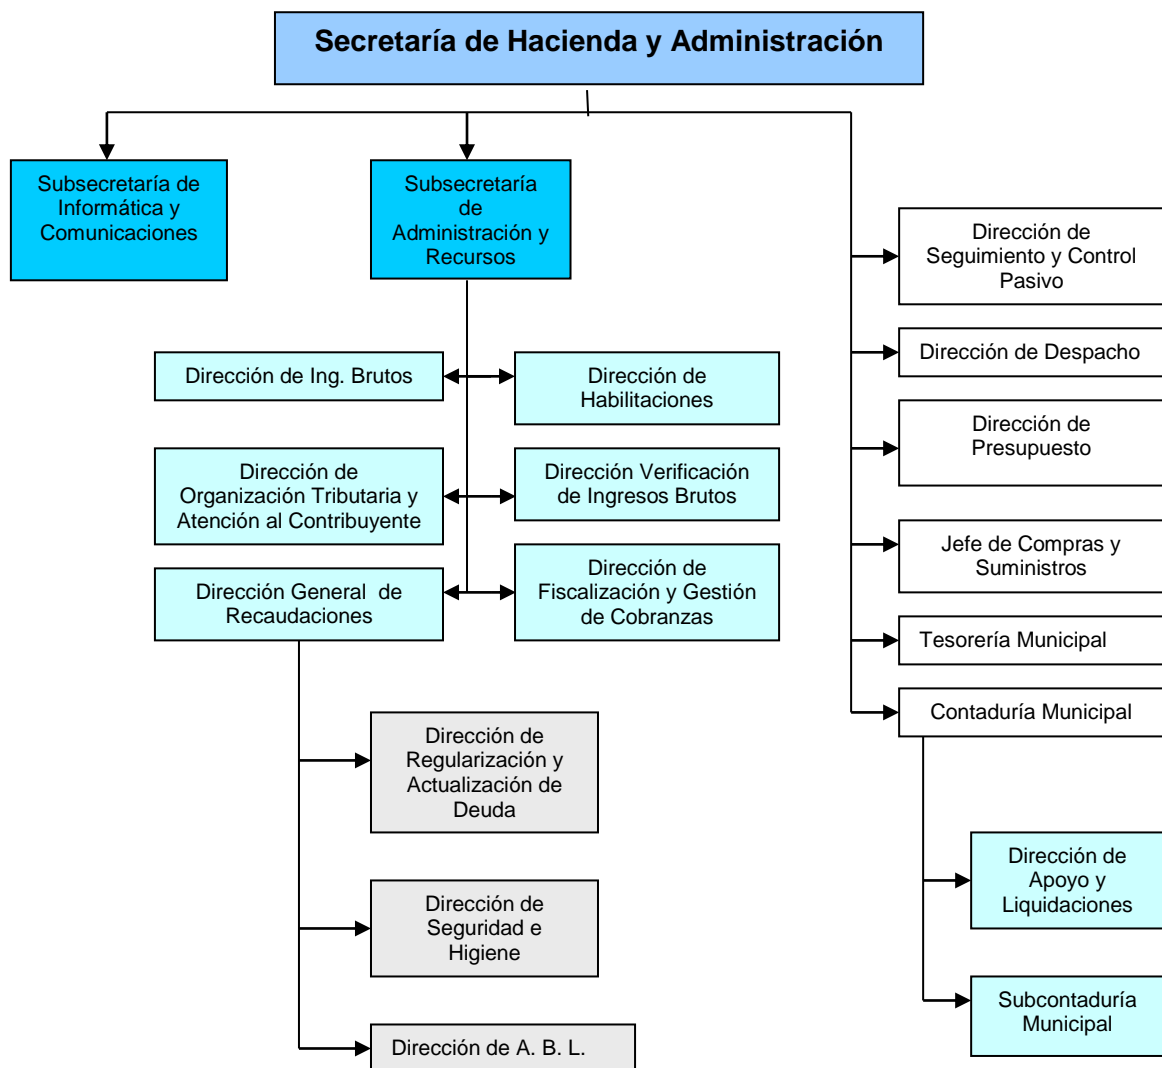 Secretaría de Hacienda y Administración
Subsecretaría de
Informática y
Comunicaciones
Subsecretaría
de
Administración y
Recursos
Dirección de
Seguimiento y Control
Pasivo
Dirección de Despacho
Dirección de
Presupuesto
Jefe de Compras y
Suministros
Tesorería Municipal
Contaduría Municipal
Dirección de Ing. Brutos
Dirección de
Habilitaciones
Dirección de
Organización Tributaria y
Atención al Contribuyente
Dirección Verificación
de Ingresos Brutos
Dirección General  de
Recaudaciones
Dirección de
Fiscalización y Gestión
de Cobranzas
Dirección de
Regularización y
Actualización de
Deuda
Dirección de
Seguridad e
Higiene
Dirección de A. B. L.
Dirección de
Apoyo y
Liquidaciones
Subcontaduría
Municipal